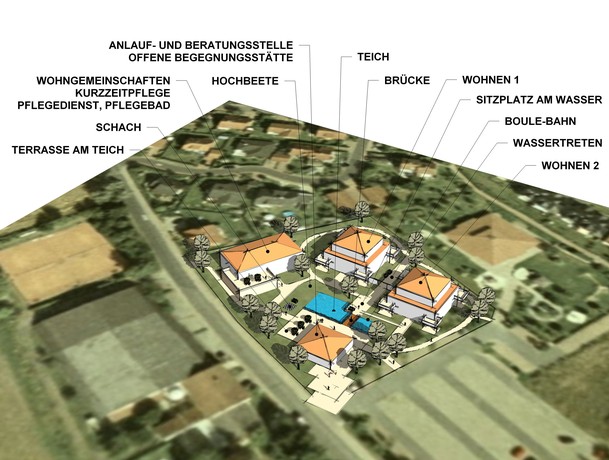 ANLAUF- UND BERATUNGSSTELLE
OFFENE BEGEGNUNGSSTÄTTE
TEICH
WOHNGEMEINSCHAFTEN
KURZZEITPFLEGE
PFLEGEDIENST, PFLEGEBAD
HOCHBEETE
BRÜCKE
WOHNEN 1
SITZPLATZ AM WASSER
SCHACH
BOULE-BAHN
TERRASSE AM TEICH
WASSERTRETEN
WOHNEN 2